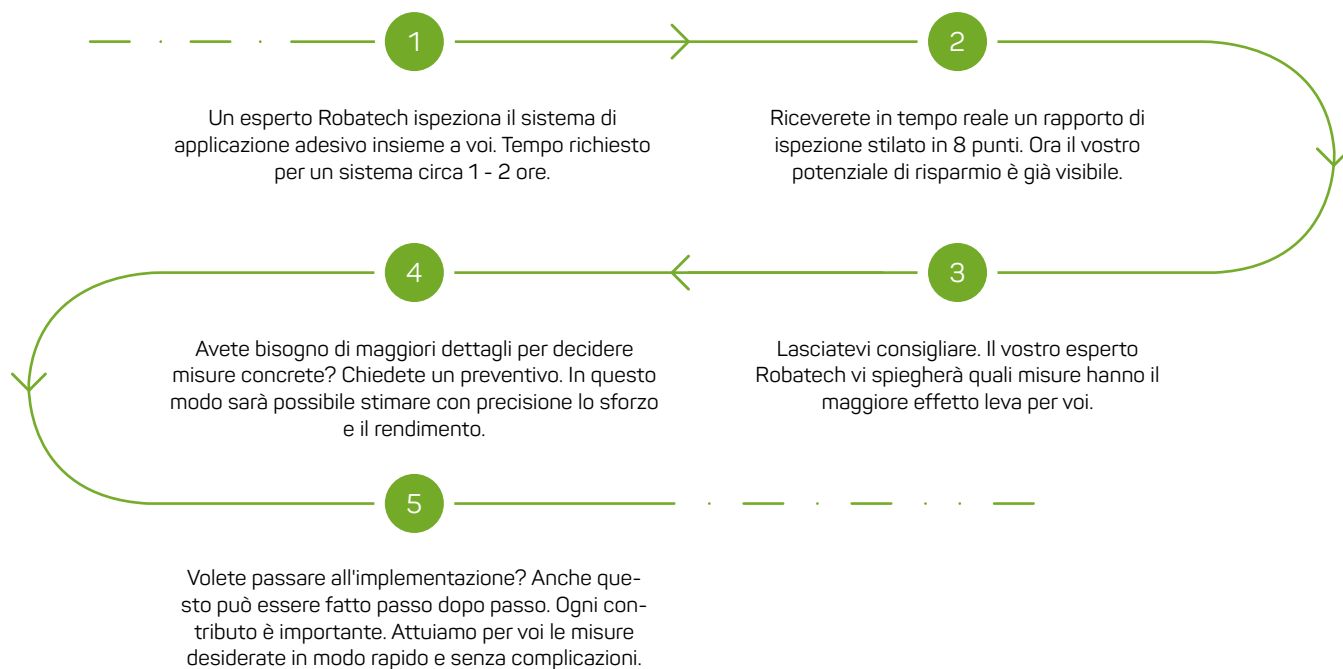 1
Un esperto Robatech ispeziona il sistema di
applicazione adesivo insieme a voi. Tempo richiesto
per un sistema circa 1 - 2 ore.
2
Riceverete in tempo reale un rapporto di
ispezione stilato in 8 punti. Ora il vostro
potenziale di risparmio è già visibile.
3
Lasciatevi consigliare. Il vostro esperto
Robatech vi spiegherà quali misure hanno il
maggiore effetto leva per voi.
4
Avete bisogno di maggiori dettagli per decidere
misure concrete? Chiedete un preventivo. In questo
modo sarà possibile stimare con precisione lo sforzo
e il rendimento.
5
Volete passare all'implementazione? Anche que-
sto può essere fatto passo dopo passo. Ogni con-
tributo è importante. Attuiamo per voi le misure
desiderate in modo rapido e senza complicazioni.